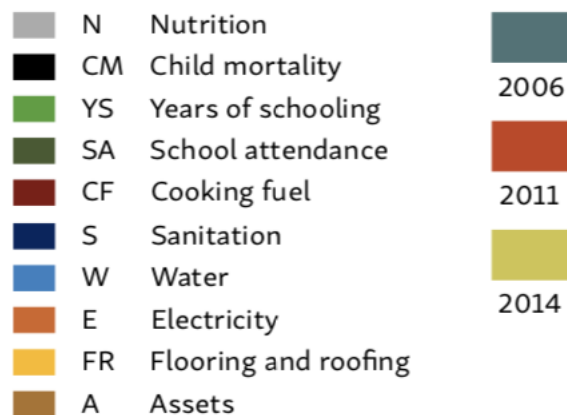 N Nutrition
CM Child mortality
YS Years of schooling
SA School attendance
CF Cooking fuel
S Sanitation
W Water
E Electricity
FR Flooring and roofing
A Assets
2006
2011
2014